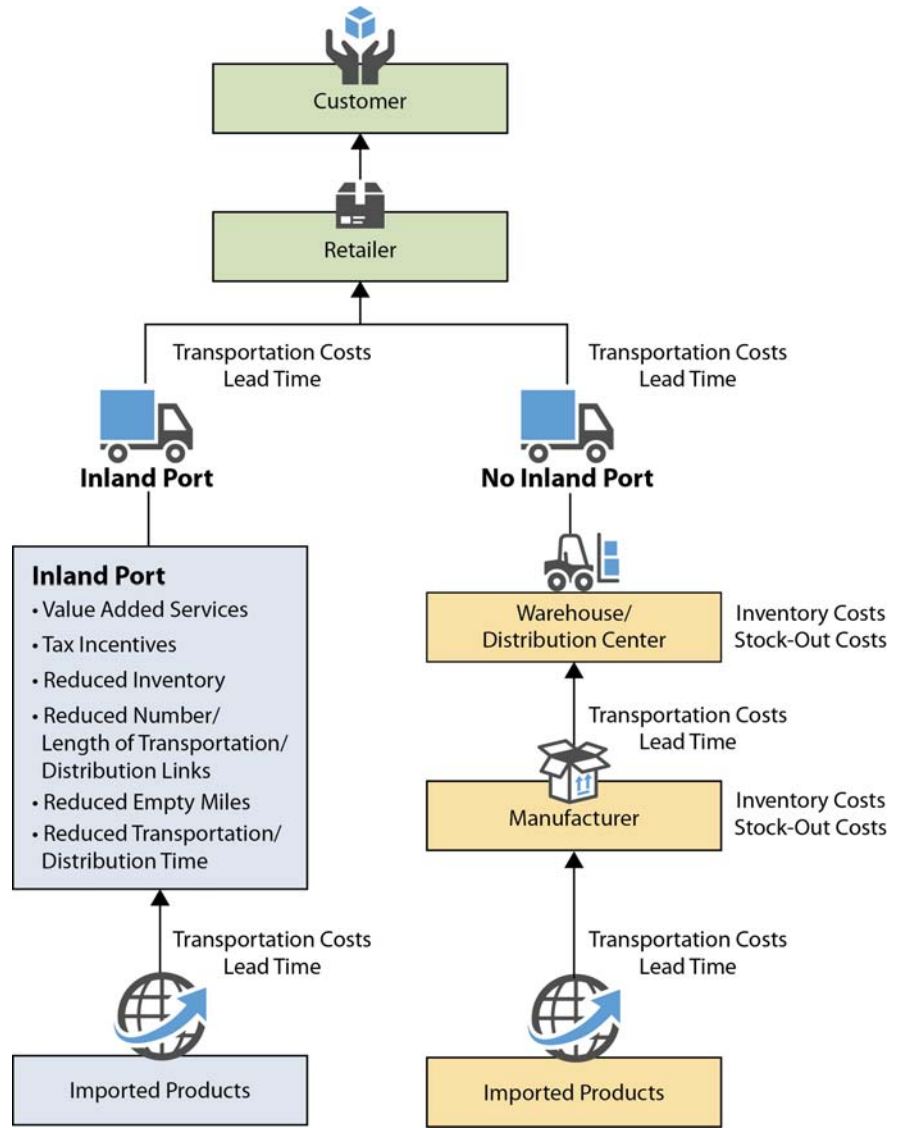 Customer
Retailer
Transportation Costs
Lead Time
Transportation Costs
Lead Time
Inland Port
No Inland Port
Inland Port
• Value Added Services
• Tax Incentives
• Reduced Inventory
• Reduced Number/
Length of Transportation/
Distribution Links
• Reduced Empty Miles
• Reduced Transportation/
Distribution Time
Warehouse/
Distribution Center
Inventory Costs
Stock-Out Costs
Transportation Costs
Lead Time
Manufacturer
Inventory Costs
Stock-Out Costs
Transportation Costs
Lead Time
Transportation Costs
Lead Time
Imported Products
Imported Products